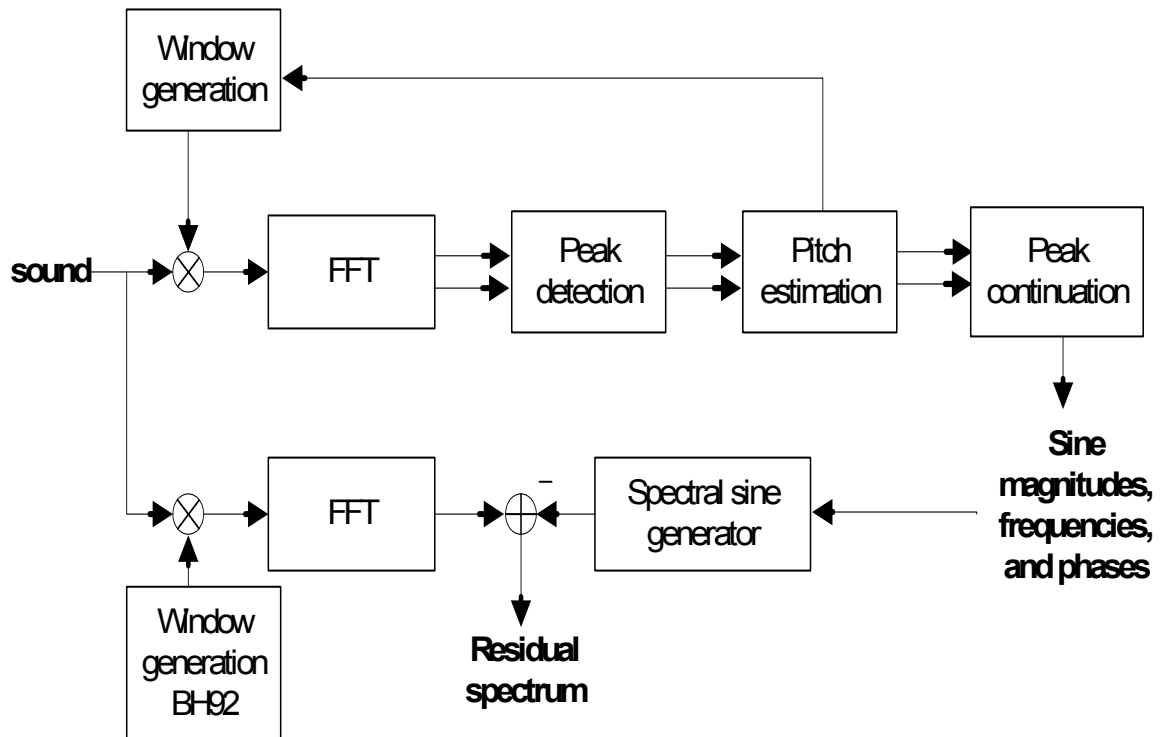 Window
generation
sound
FFT
Peak
detection
Pitch
estimation
Peak
continuation
Sine
magnitudes,
frequencies,
and phases
FFT
–
Spectral sine
generator
Window
generation
BH92
Residual
spectrum